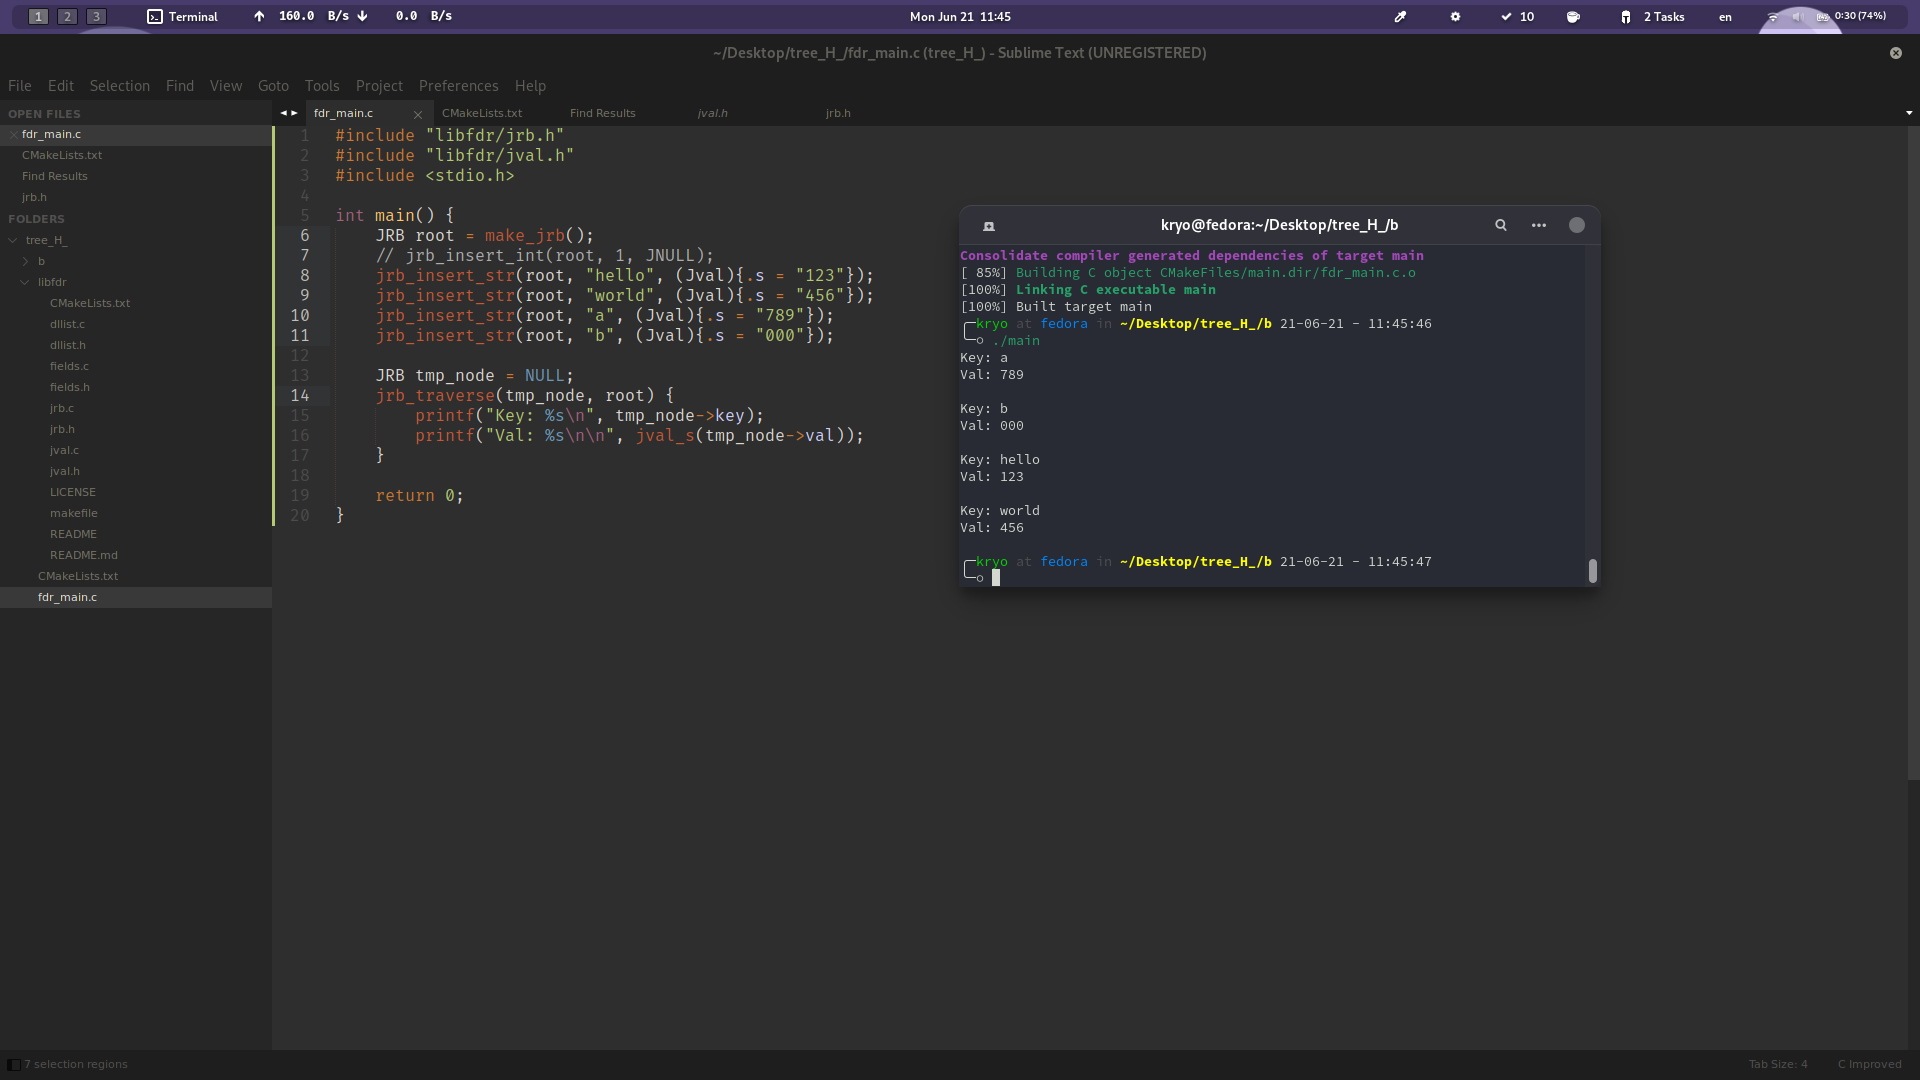 1 2 3 Terminal 160.0 B/s 0.0 B/s Mon Jun 21 11:45 10 2 Tasks en 0:30 (74%)
~/Desktop/tree_H_/fdr_main.c (tree_H_) - Sublime Text (UNREGISTERED)
File Edit Selection Find View Goto Tools Project Preferences Help
OPEN FILES
fdr_main.c
CMakeLists.txt
Find Results
jrb.h
FOLDERS
tree_H_
b
libfdr
CMakeLists.txt
dllist.c
dllist.h
fields.c
fields.h
jrb.c
jrb.h
jval.c
jval.h
LICENSE
makefile
README
README.md
CMakeLists.txt
fdr_main.c
fdr_main.c CMakeLists.txt Find Results jval.h jrb.h
1 #include "libfdr/jrb.h"
2 #include "libfdr/jval.h"
3 #include <stdio.h>
4
5 int main() {
6 JRB root = make_jrb();
7 // jrb_insert_int(root, 1, JNULL);
8 jrb_insert_str(root, "hello", (Jval){.s = "123"});
9 jrb_insert_str(root, "world", (Jval){.s = "456"});
10 jrb_insert_str(root, "a", (Jval){.s = "789"});
11 jrb_insert_str(root, "b", (Jval){.s = "000"});
12
13 JRB tmp_node = NULL;
14 jrb_traverse(tmp_node, root) {
15 printf("Key: %s\n", tmp_node->key);
16 printf("Val: %s\n\n", jval_s(tmp_node->val));
17 }
18
19 return 0;
20 }
kryo@fedora:~/Desktop/tree_H_/b
Consolidate compiler generated dependencies of target main
[ 85%] Building C object CMakeFiles/main.dir/fdr_main.c.o
[100%] Linking C executable main
[100%] Built target main
kryo at fedora in ~/Desktop/tree_H_/b 21-06-21 - 11:45:46
./main
Key: a
Val: 789
Key: b
Val: 000
Key: hello
Val: 123
Key: world
Val: 456
kryo at fedora in ~/Desktop/tree_H_/b 21-06-21 - 11:45:47
7 selection regions Tab Size: 4 C Improved